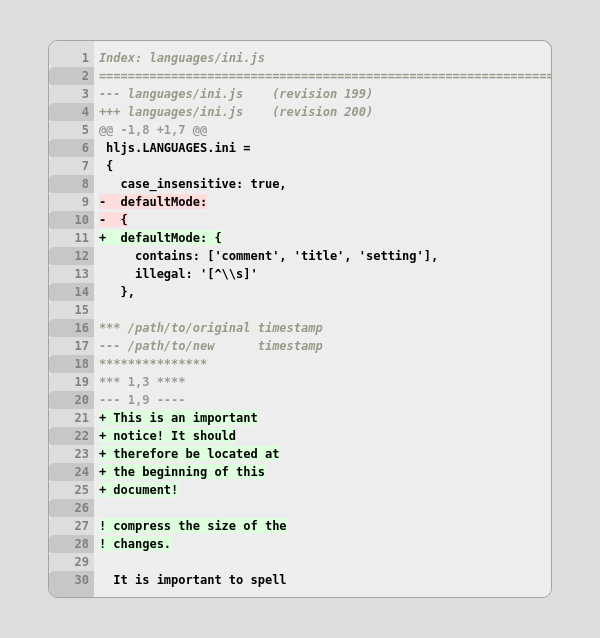 1 Index: languages/ini.js
2 ===============================================================
3 --- languages/ini.js    (revision 199)
4 +++ languages/ini.js    (revision 200)
5 @@ -1,8 +1,7 @@
6  hljs.LANGUAGES.ini =
7  {
8    case_insensitive: true,
9 -  defaultMode:
10 -  {
11 +  defaultMode: {
12      contains: ['comment', 'title', 'setting'],
13      illegal: '[^\\s]'
14    },
15
16 *** /path/to/original timestamp
17 --- /path/to/new      timestamp
18 ***************
19 *** 1,3 ****
20 --- 1,9 ----
21 + This is an important
22 + notice! It should
23 + therefore be located at
24 + the beginning of this
25 + document!
26
27 ! compress the size of the
28 ! changes.
29
30   It is important to spell